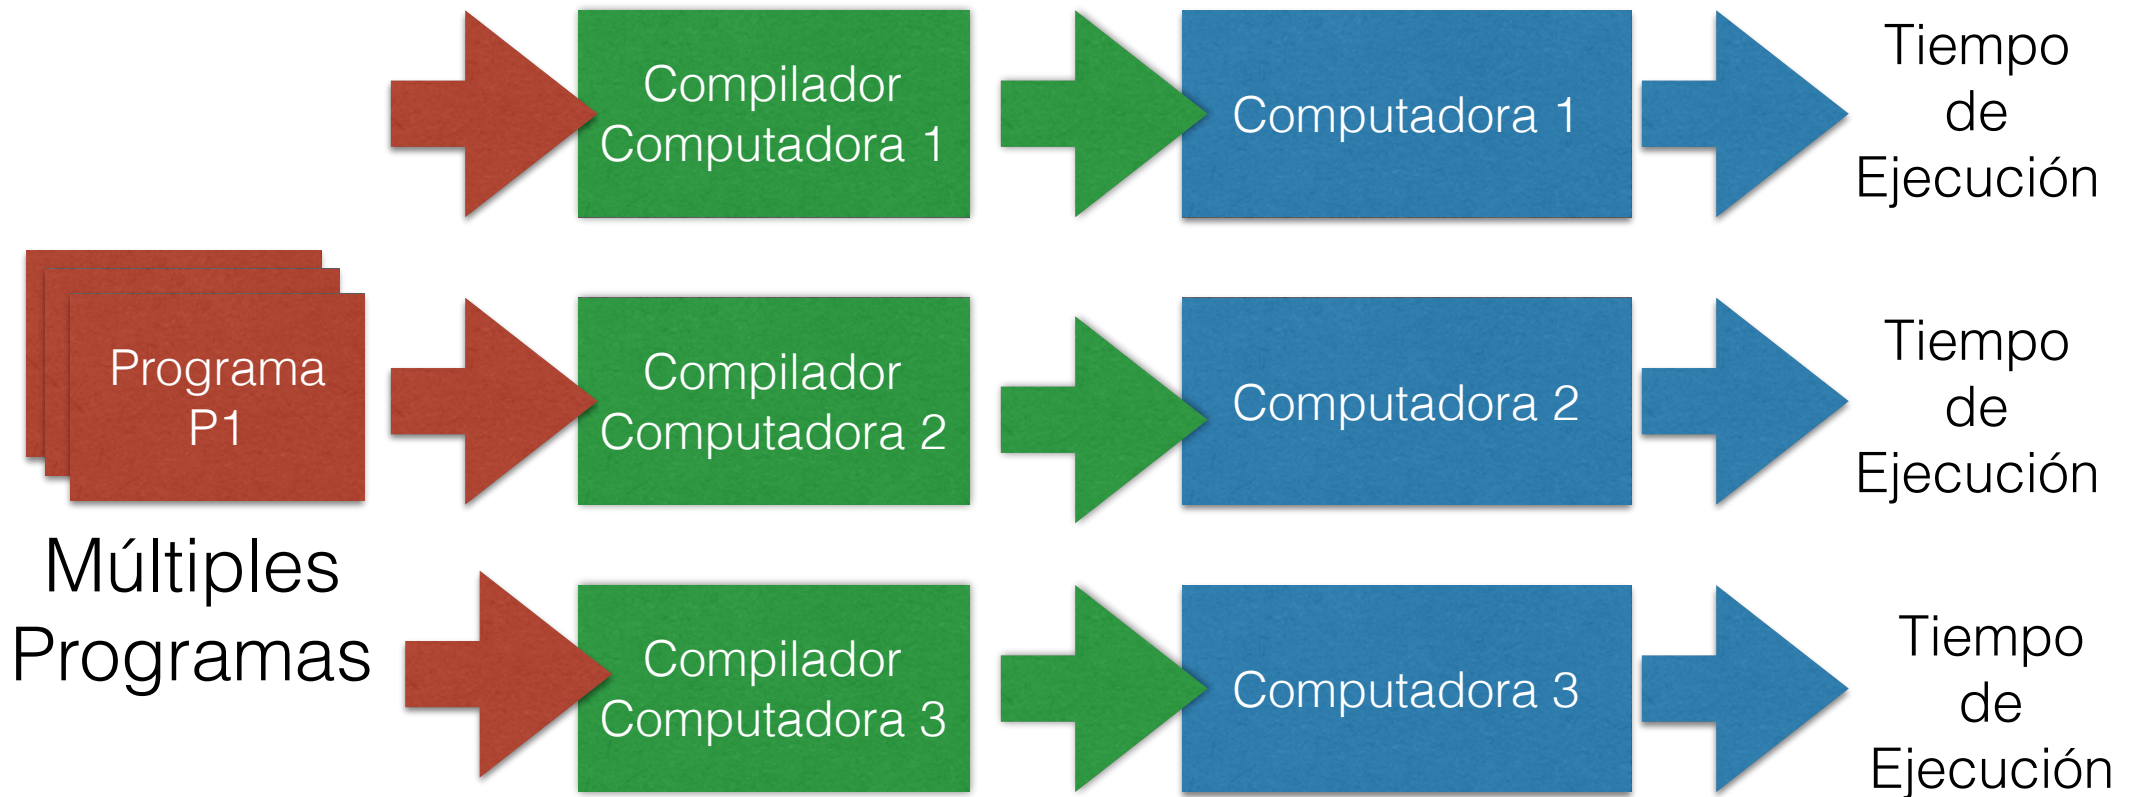 Compilador
Computadora 1
Computadora 1
Tiempo
de
Ejecución
Programa
P1
Múltiples
Programas
Compilador
Computadora 2
Computadora 2
Tiempo
de
Ejecución
Compilador
Computadora 3
Computadora 3
Tiempo
de
Ejecución